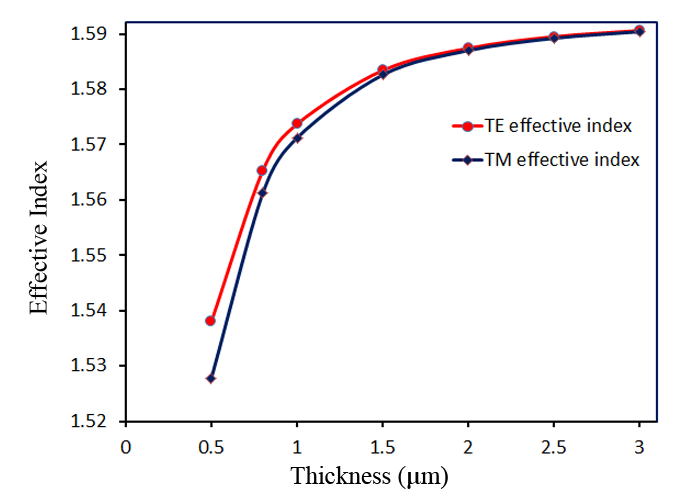 1.59
1.58
1.57
1.56
1.55
1.54
1.53
1.52
Effective Index
TE effective index
TM effective index
0 0.5 1 1.5 2 2.5 3
Thickness (μm)